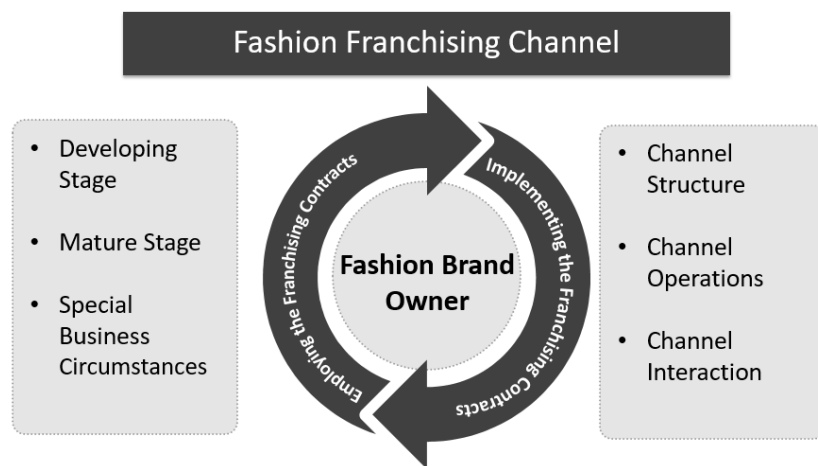 Fashion Franchising Channel
• Developing
Stage
• Mature Stage
• Special
Business
Circumstances
Employing the Franchising Contracts
Fashion Brand
Owner
Implementing the Franchising Contracts
• Channel
Structure
• Channel
Operations
• Channel
Interaction